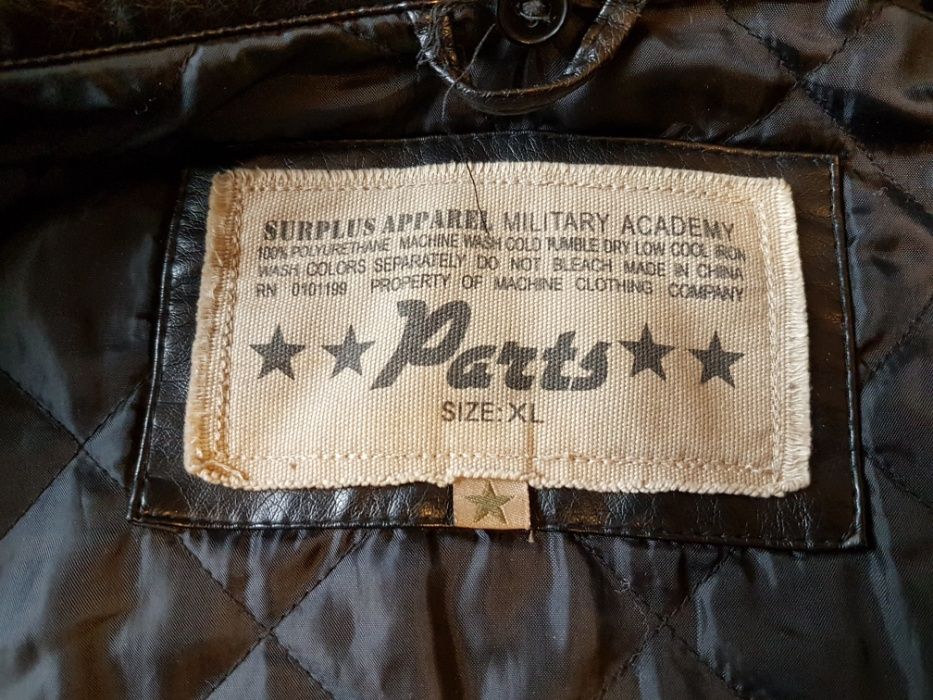 SURPLUS APPAREL MILITARY ACADEMY
100% POLYURETHANE MACHINE WASH COLD TUMBLE DRY LOW COOL IRON
WASH COLORS SEPARATELY DO NOT BLEACH MADE IN CHINA
RN 0101199 PROPERTY OF MACHINE CLOTHING COMPANY
Parts
SIZE: XL